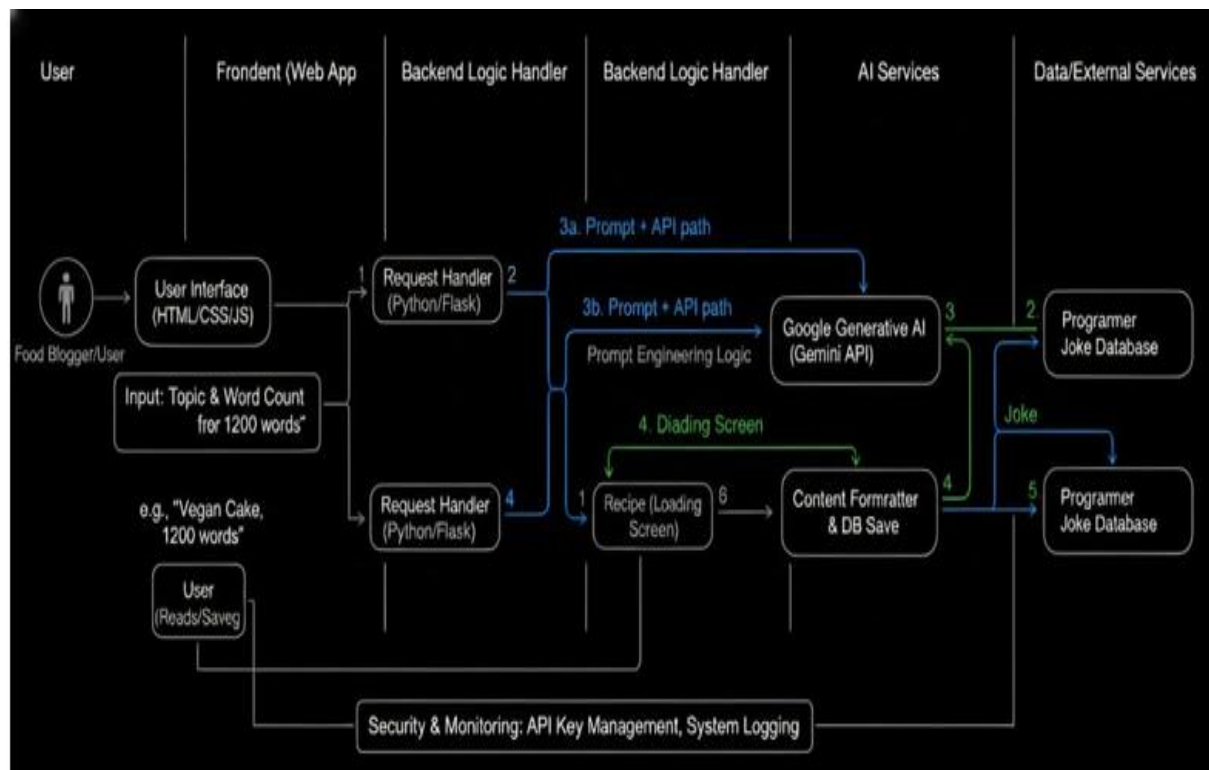 User
Frondent (Web App
Backend Logic Handler
Backend Logic Handler
AI Services
Data/External Services
3a. Prompt + API path
1
Request Handler
(Python/Flask)
2
User Interface
(HTML/CSS/JS)
Food Blogger/User
3b. Prompt + API path
Prompt Engineering Logic
Google Generative AI
(Gemini API)
3
2.
Programer
Joke Database
Input: Topic & Word Count
frer 1200 words"
4. Diading Screen
Joke
e.g., "Vegan Cake,
1200 words"
Request Handler
(Python/Flask)
4
1
Recipe (Loading
Screen)
6
Content Formratter
& DB Save
4
5.
Programer
Joke Database
User
(Reads/Saveg
Security & Monitoring: API Key Management, System Logging